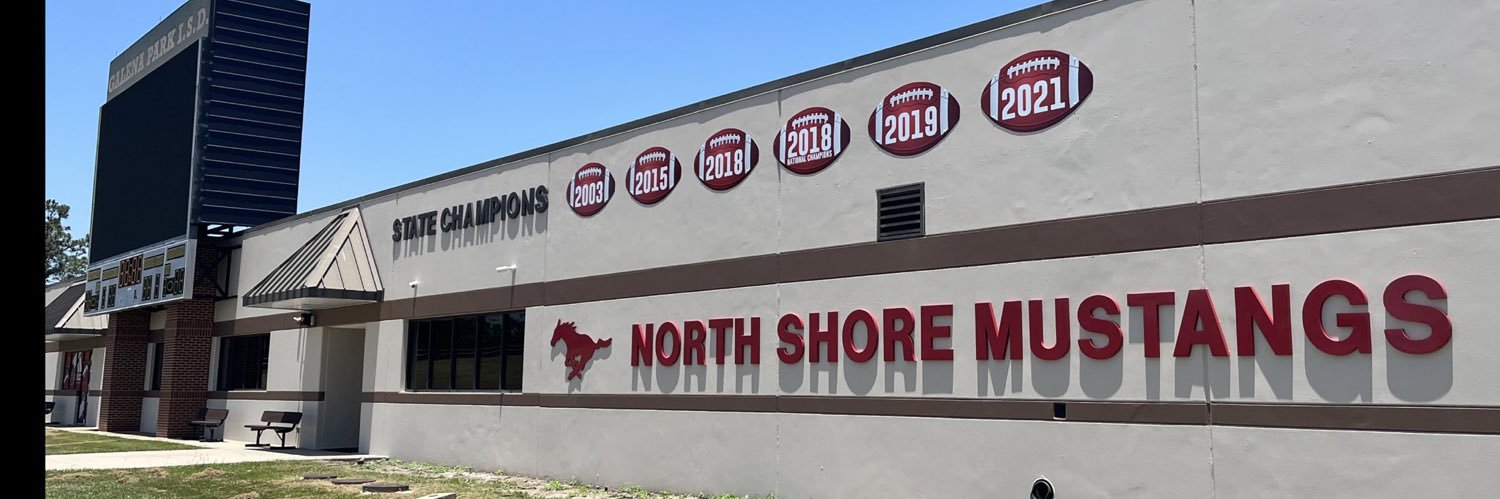 GALENA PARK I.S.D.
STATE CHAMPIONS
2003
2015
2018
2018
NATIONAL CHAMPIONS
2019
2021
NORTH SHORE MUSTANGS